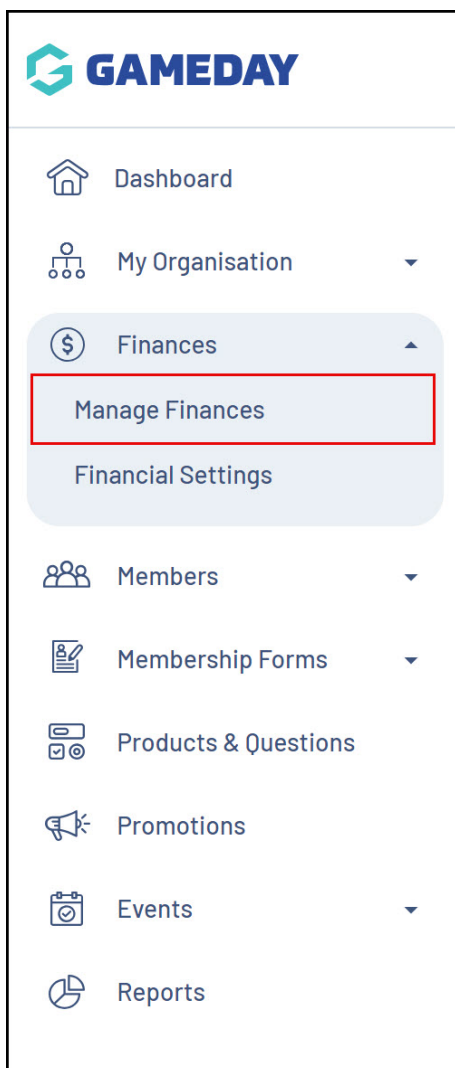 GAMEDAY
Dashboard
My Organisation
Finances
Manage Finances
Financial Settings
Members
Membership Forms
Products & Questions
Promotions
Events
Reports